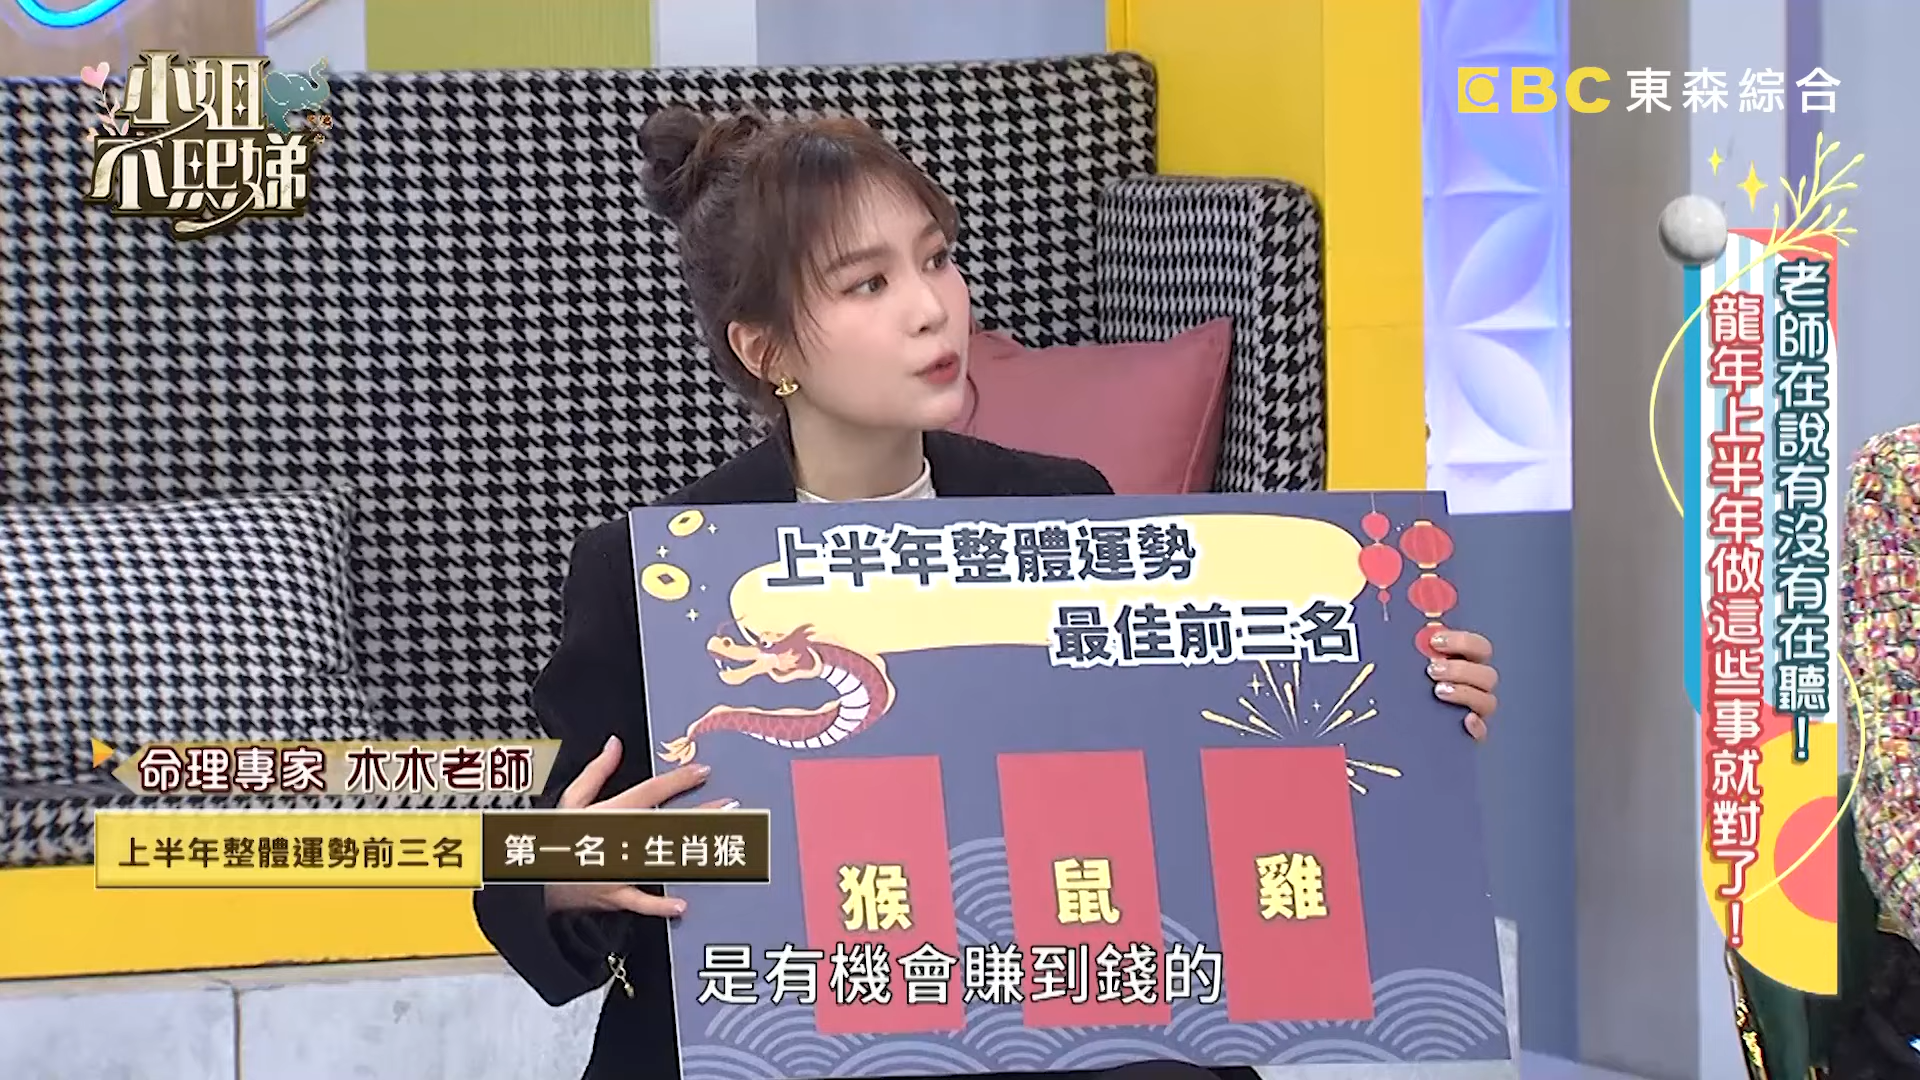 小姐
不熙娣
EBC 東森綜合
老師在說有沒有在聽！
龍年上半年做這些事就對了！
上半年整體運勢
最佳前三名
猴
鼠
雞
命理專家 木木老師
上半年整體運勢前三名
第一名：生肖猴
是有機會賺到錢的